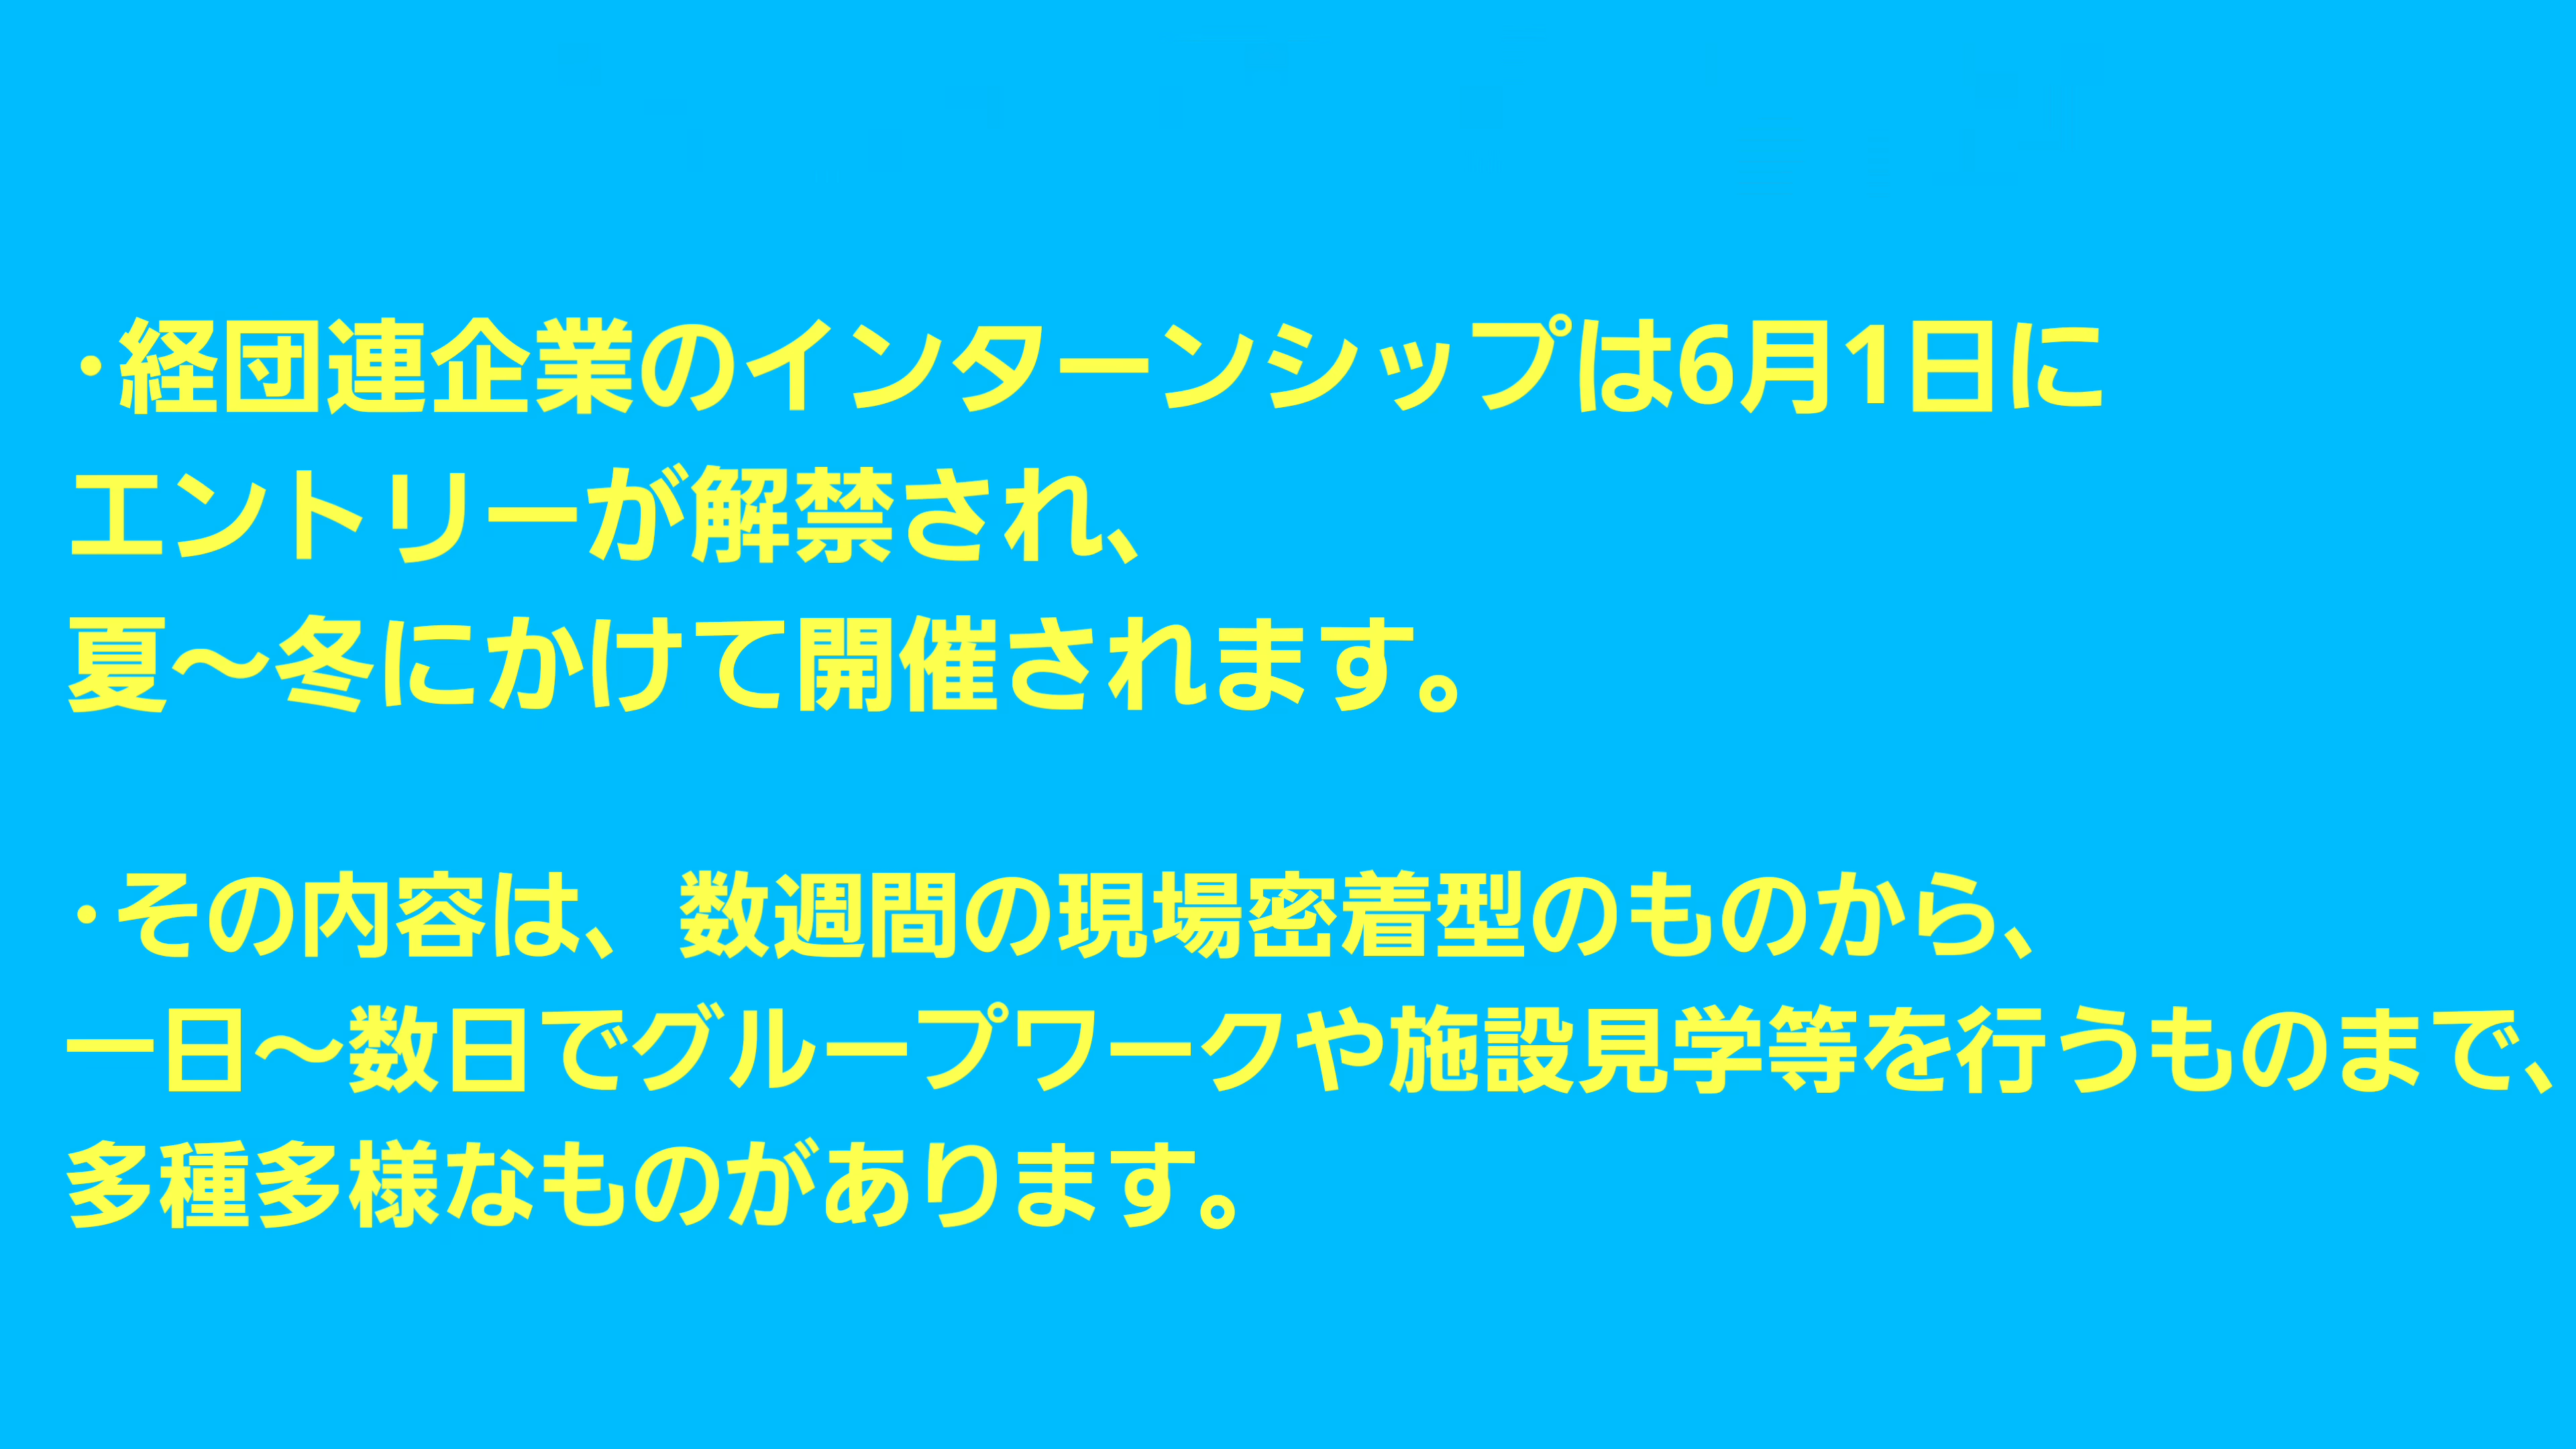 ・経団連企業のインターンシップは6月1日に
エントリーが解禁され、
夏〜冬にかけて開催されます。
・その内容は、数週間の現場密着型のものから、
一日〜数日でグループワークや施設見学等を行うものまで、
多種多様なものがあります。